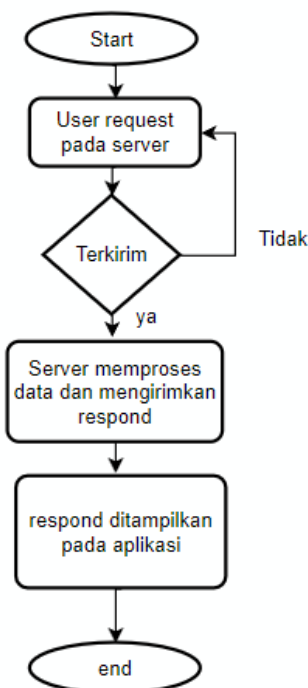 Start
User request
pada server
Terkirim
Tidak
ya
Server memproses
data dan mengirimkan
respond
respond ditampilkan
pada aplikasi
end